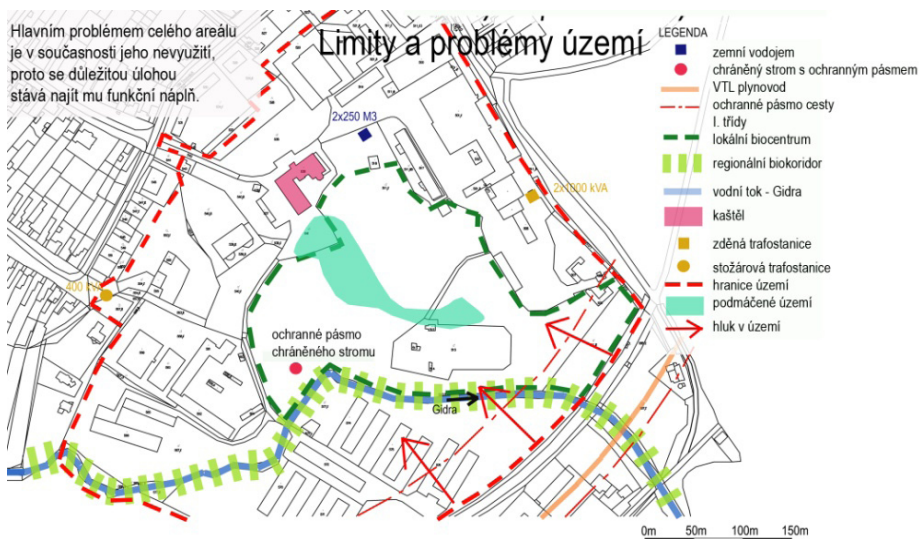 Hlavním problémem celého areálu
je v současnosti jeho nevyužití,
proto se důležitou úlohou
stává najít mu funkční náplň.
Limity a problémy území
LEGENDA
zemní vodojem
chráněný strom s ochranným pásmem
VTL plynovod
ochranné pásmo cesty
I. třídy
lokální biocentrum
regionální biokoridor
vodní tok - Gidra
kaštěl
zděná trafostanice
stožárová trafostanice
hranice území
podmáčené území
hluk v území
2x250 M3
2x1000 kVA
400 kVA
ochranné pásmo
chráněného stromu
Gidra
0m 50m 100m 150m